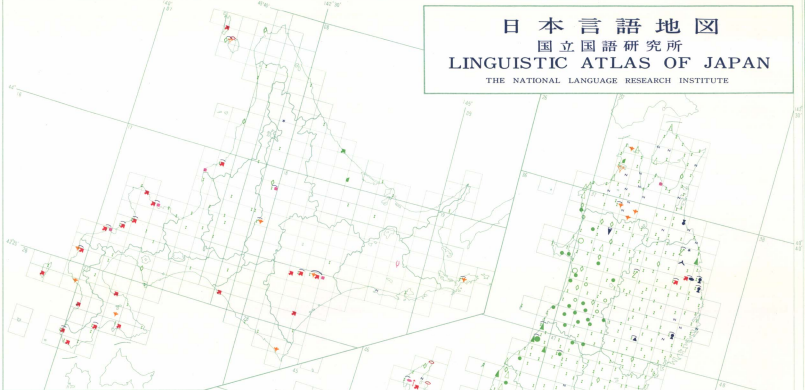 日本言語地図
国立国語研究所
LINGUISTIC ATLAS OF JAPAN
THE NATIONAL LANGUAGE RESEARCH INSTITUTE